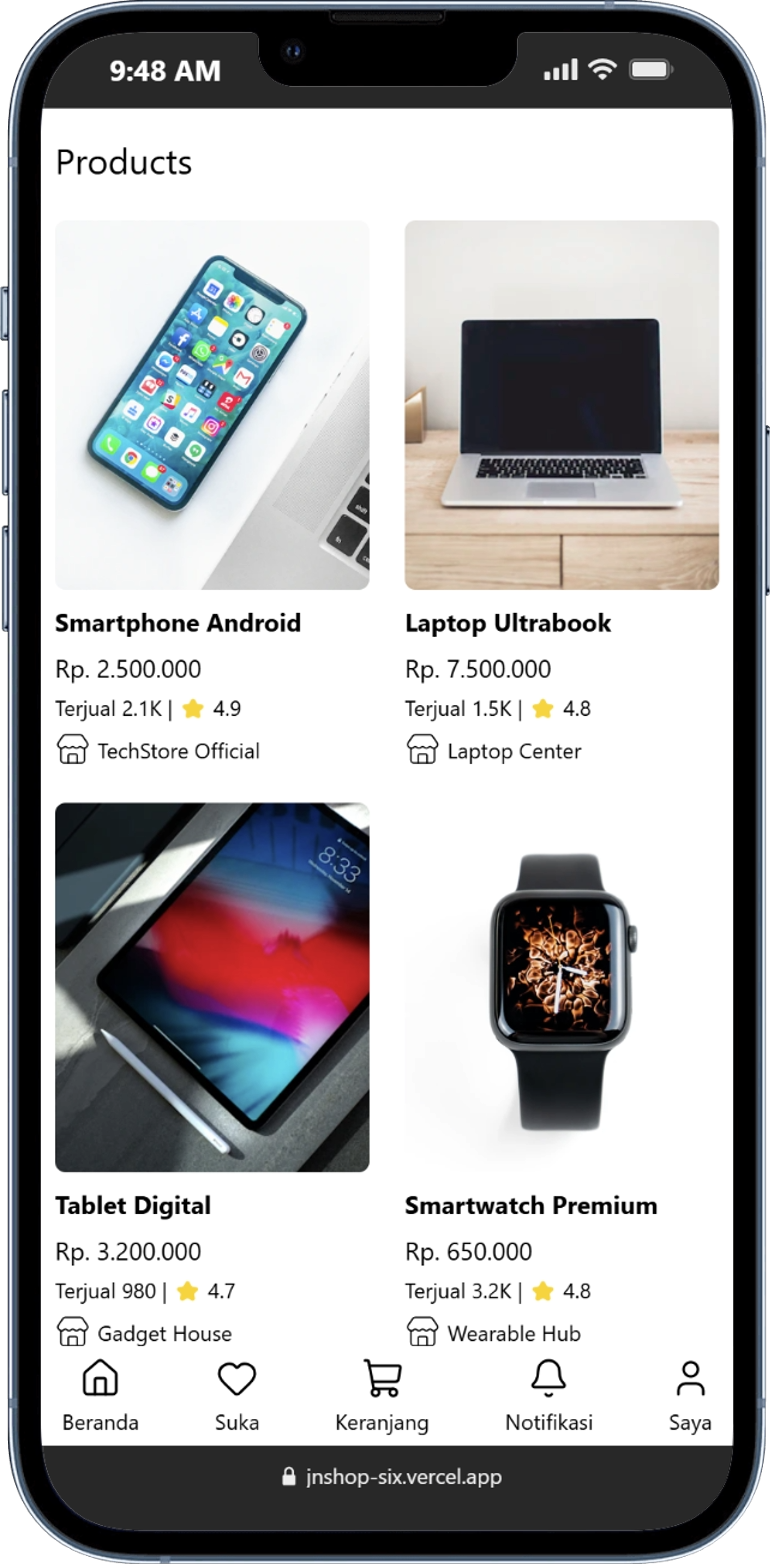 9:48 AM
Products
Smartphone Android
Rp. 2.500.000
Terjual 2.1K | 4.9
TechStore Official
Laptop Ultrabook
Rp. 7.500.000
Terjual 1.5K | 4.8
Laptop Center
8:33
Tablet Digital
Rp. 3.200.000
Terjual 980 | 4.7
Gadget House
Smartwatch Premium
Rp. 650.000
Terjual 3.2K | 4.8
Wearable Hub
Beranda
Suka
Keranjang
Notifikasi
Saya
jnshop-six.vercel.app